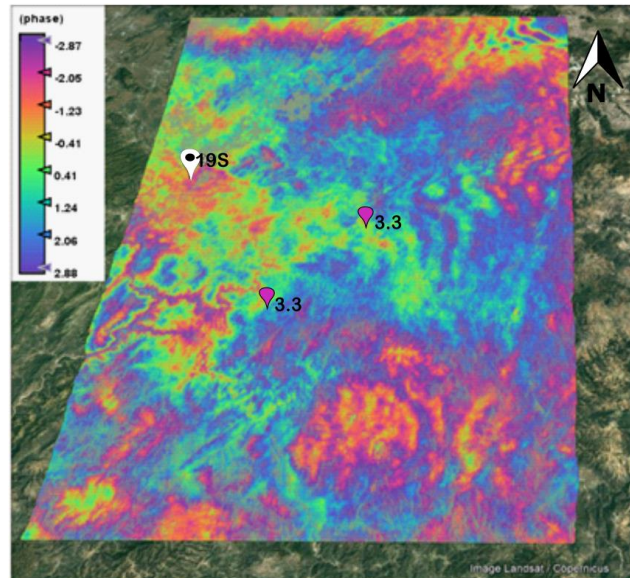 (phase)
-2.87
-2.05
-1.23
-0.41
0.41
1.24
2.06
2.88
N
19S
3.3
3.3
Image Landsat / Copernicus